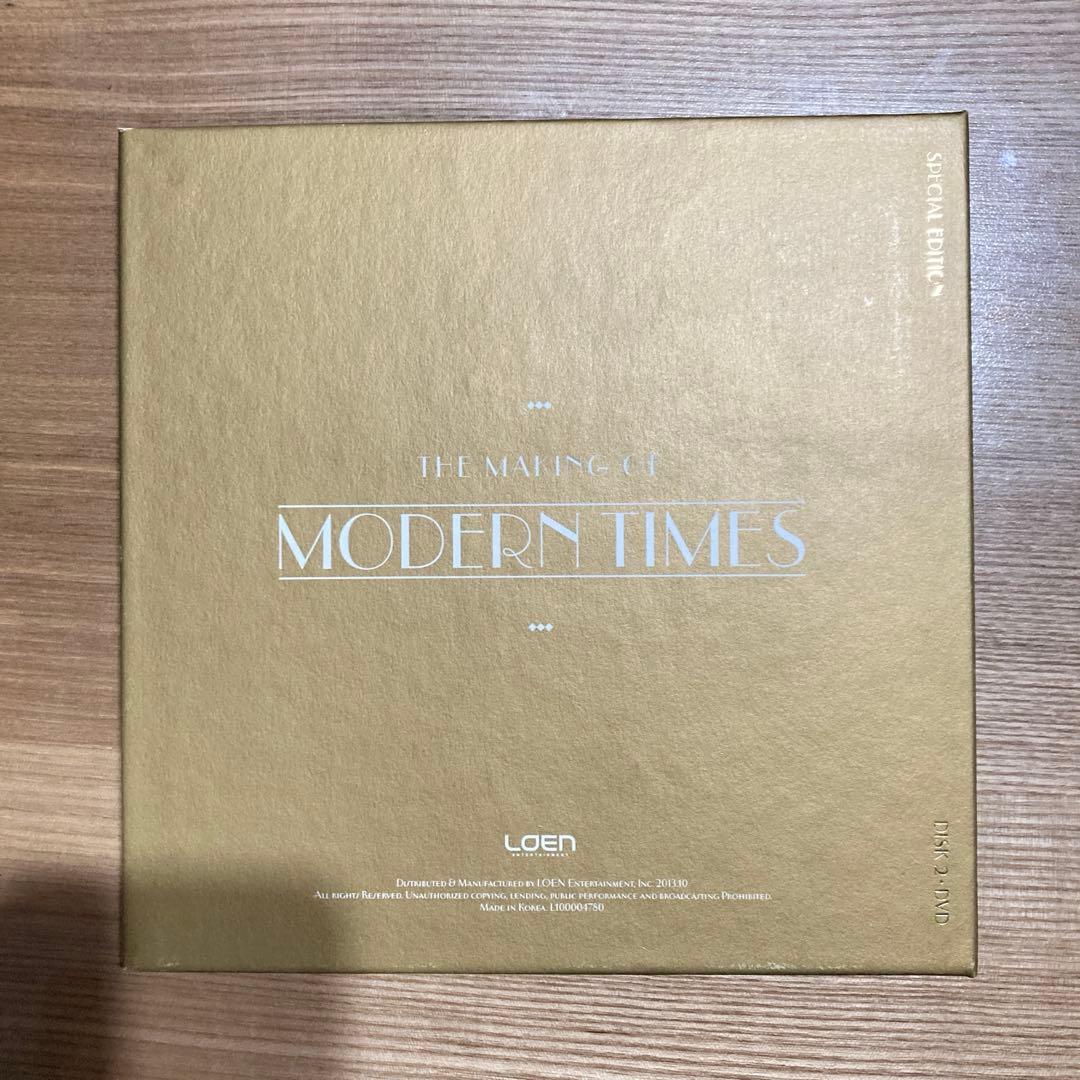 SPECIAL EDITION
THE MAKING OF
MODERN TIMES
LOEN
ENTERTAINMENT
DISTRIBUTED & MANUFACTURED BY LOEN ENTERTAINMENT, INC. 2013.10
ALL RIGHTS RESERVED. UNAUTHORIZED COPYING, LENDING, PUBLIC PERFORMANCE AND BROADCASTING PROHIBITED.
MADE IN KOREA. L100004780
DISK 2 • DVD